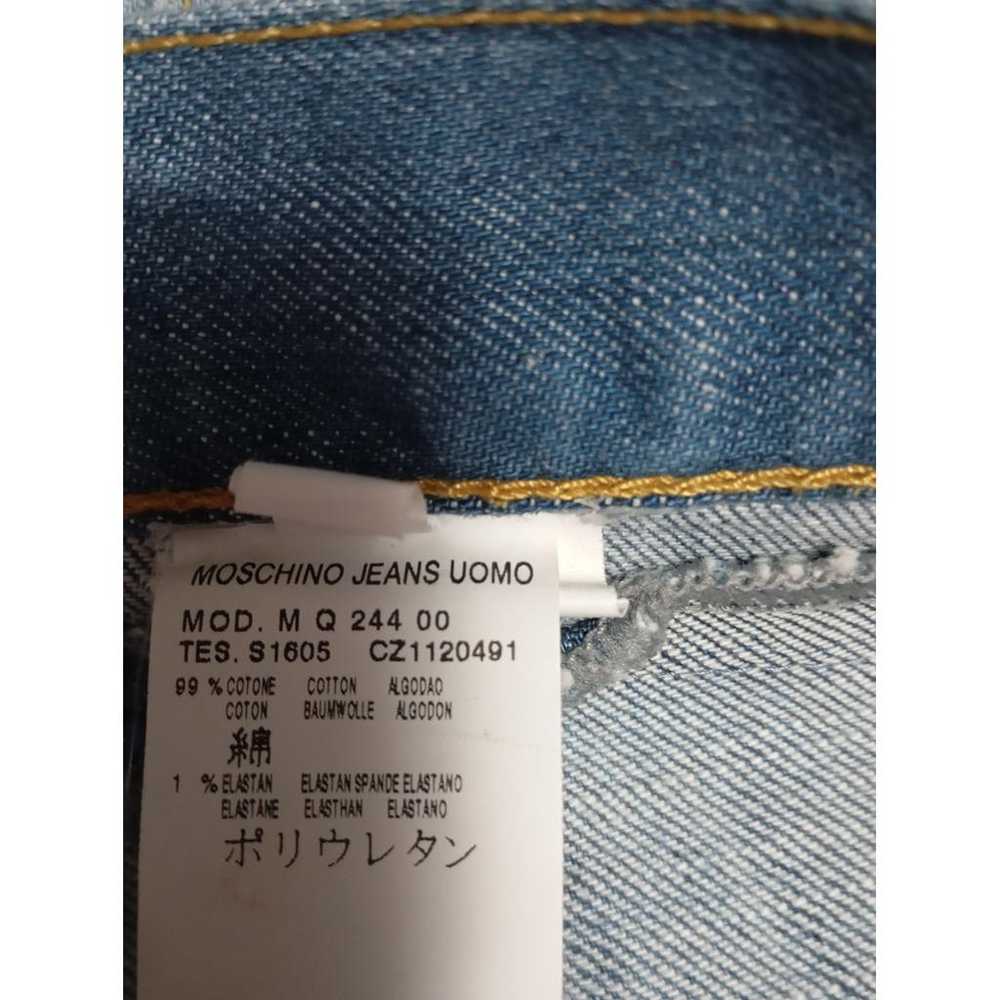 MOSCHINO JEANS UOMO
MOD. M Q 244 00
TES. S1605 CZ1120491
99 % COTONE COTTON ALGODAO
COTON BAUMWOLLE ALGODON
綿
1 % ELASTAN ELASTAN SPANDE ELASTANO
ELASTANE ELASTHAN ELASTANO
ポリウレタン